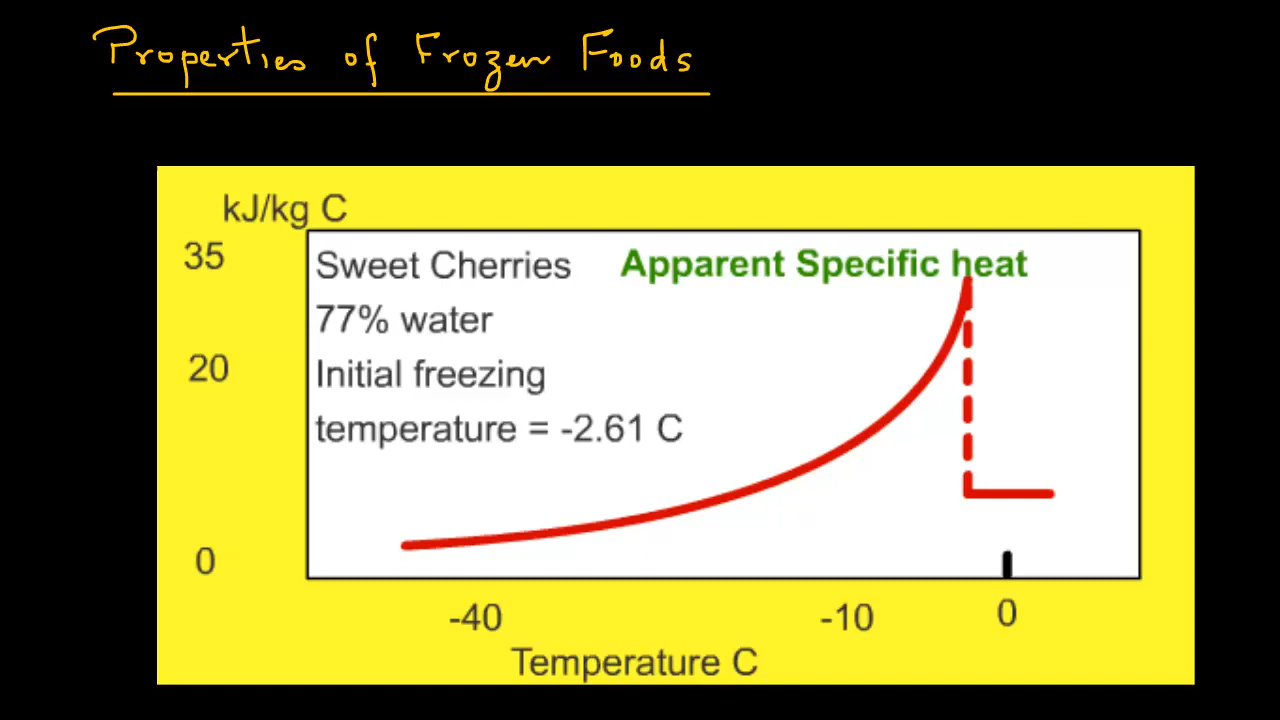 Properties of Frozen Foods
kJ/kg C
35
Sweet Cherries
Apparent Specific heat
77% water
20
Initial freezing
temperature = -2.61 C
0
-40
-10
0
Temperature C